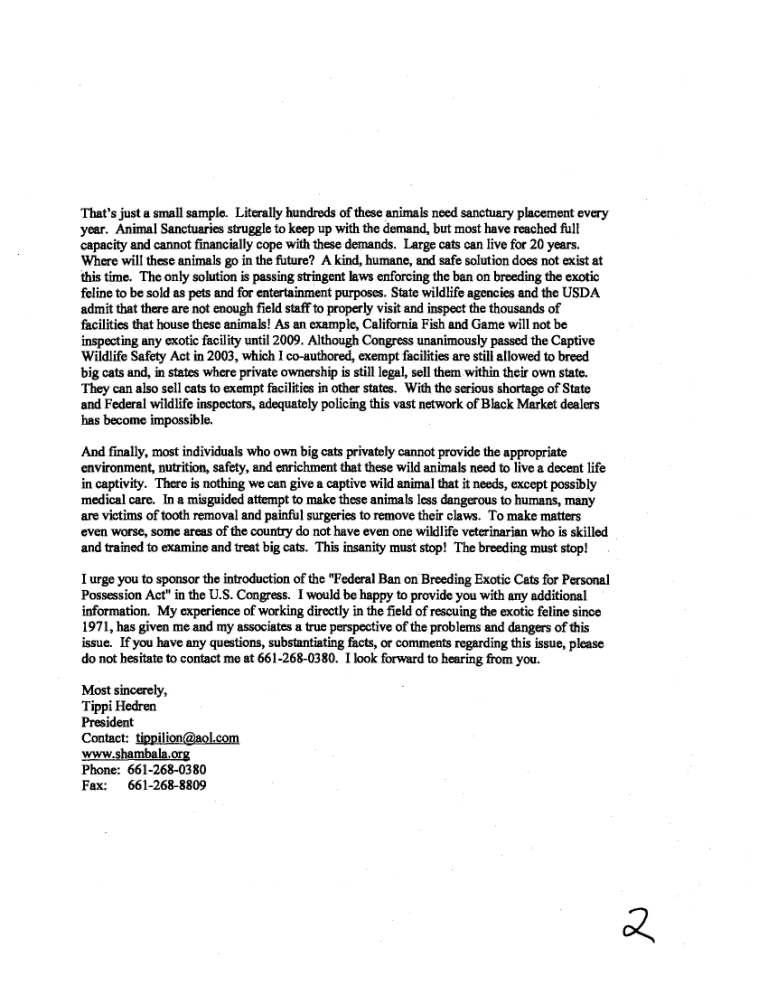 That's just a small sample. Literally hundreds of these animals need sanctuary placement every
year. Animal Sanctuaries struggle to keep up with the demand, but most have reached full
capacity and cannot financially cope with these demands. Large cats can live for 20 years.
Where will these animals go in the future? A kind, humane, and safe solution does not exist at
this time. The only solution is passing stringent laws enforcing the ban on breeding the exotic
feline to be sold as pets and for entertainment purposes. State wildlife agencies and the USDA
admit that there are not enough field staff to properly visit and inspect the thousands of
facilities that house these animals! As an example, California Fish and Game will not be
inspecting any exotic facility until 2009. Although Congress unanimously passed the Captive
Wildlife Safety Act in 2003, which I co-authored, exempt facilities are still allowed to breed
big cats and, in states where private ownership is still legal, sell them within their own state.
They can also sell cats to exempt facilities in other states. With the serious shortage of State
and Federal wildlife inspectors, adequately policing this vast network of Black Market dealers
has become impossible.
And finally, most individuals who own big cats privately cannot provide the appropriate
environment, nutrition, safety, and enrichment that these wild animals need to live a decent life
in captivity. There is nothing we can give a captive wild animal that it needs, except possibly
medical care. In a misguided attempt to make these animals less dangerous to humans, many
are victims of tooth removal and painful surgeries to remove their claws. To make matters
even worse, some areas of the country do not have even one wildlife veterinarian who is skilled
and trained to examine and treat big cats. This insanity must stop! The breeding must stop!
I urge you to sponsor the introduction of the "Federal Ban on Breeding Exotic Cats for Personal
Possession Act" in the U.S. Congress. I would be happy to provide you with any additional
information. My experience of working directly in the field of rescuing the exotic feline since
1971, has given me and my associates a true perspective of the problems and dangers of this
issue. If you have any questions, substantiating facts, or comments regarding this issue, please
do not hesitate to contact me at 661-268-0380. I look forward to hearing from you.
Most sincerely,
Tippi Hedren
President
Contact: tippilion@aol.com
www.shambala.org
Phone: 661-268-0380
Fax: 661-268-8809
2